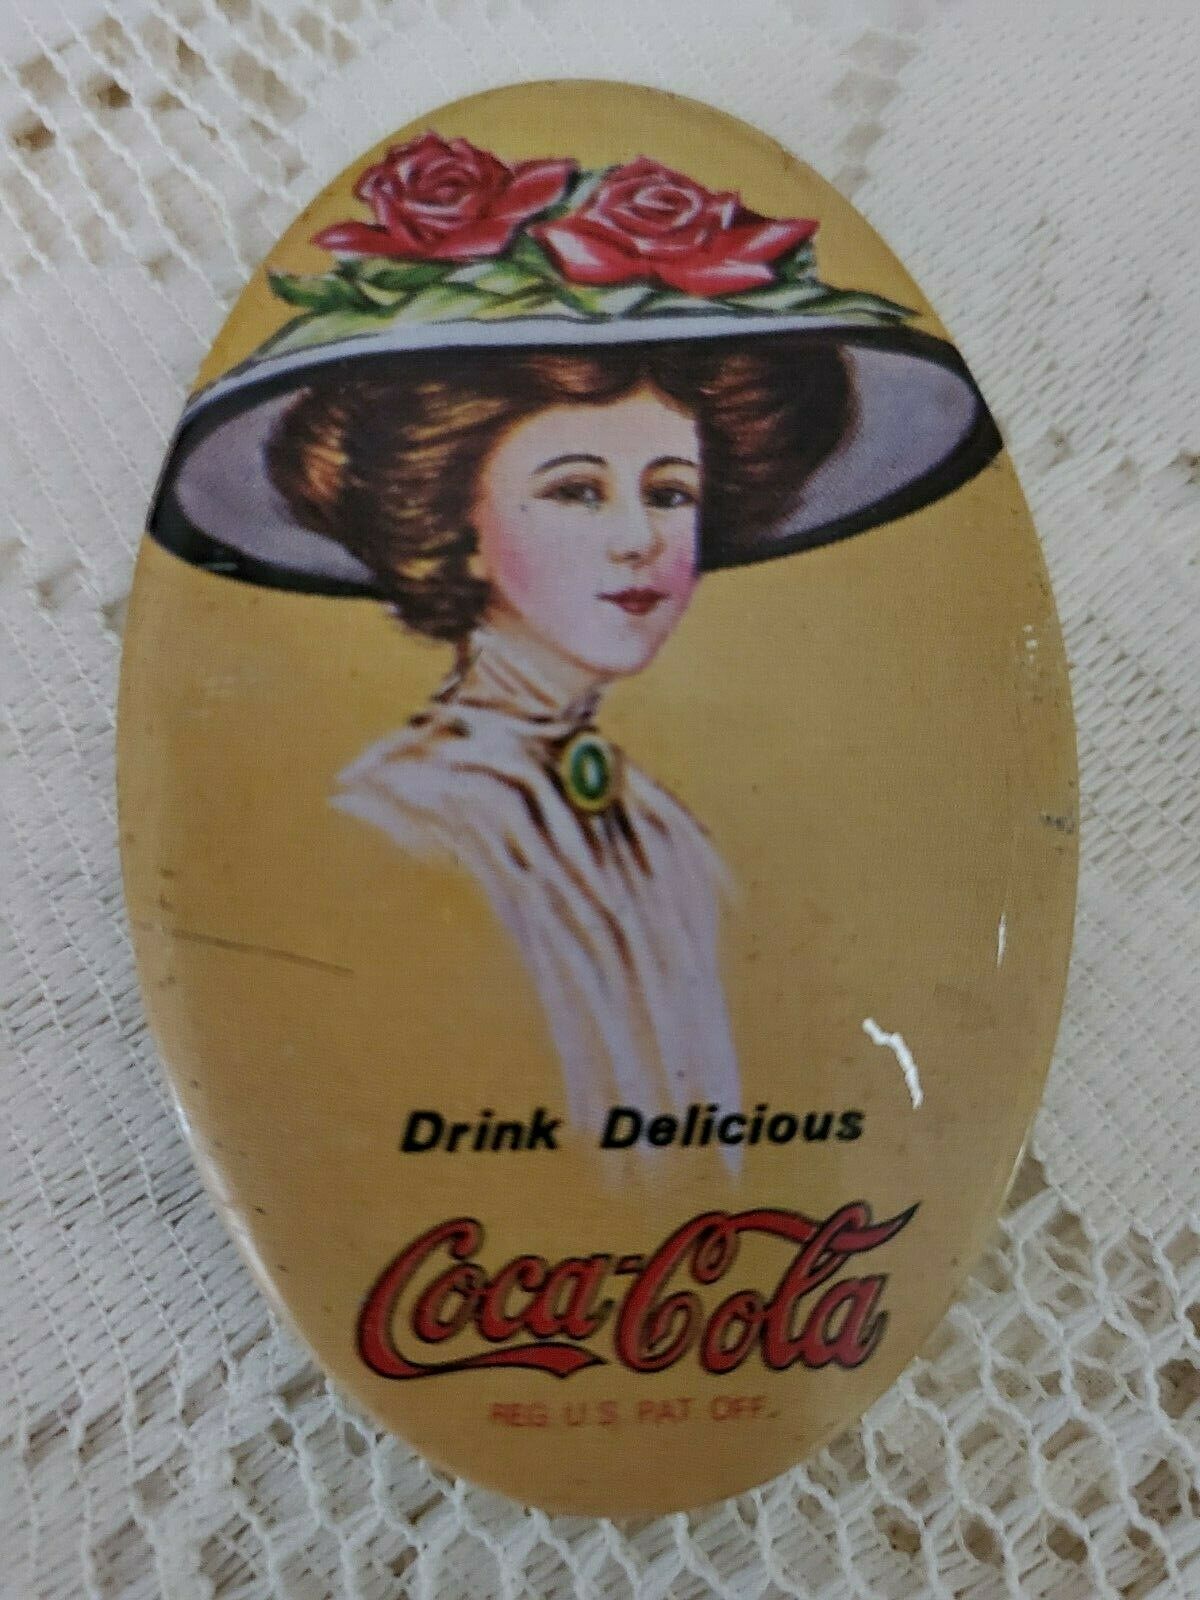 Drink Delicious
Coca-Cola
REG U S PAT OFF.